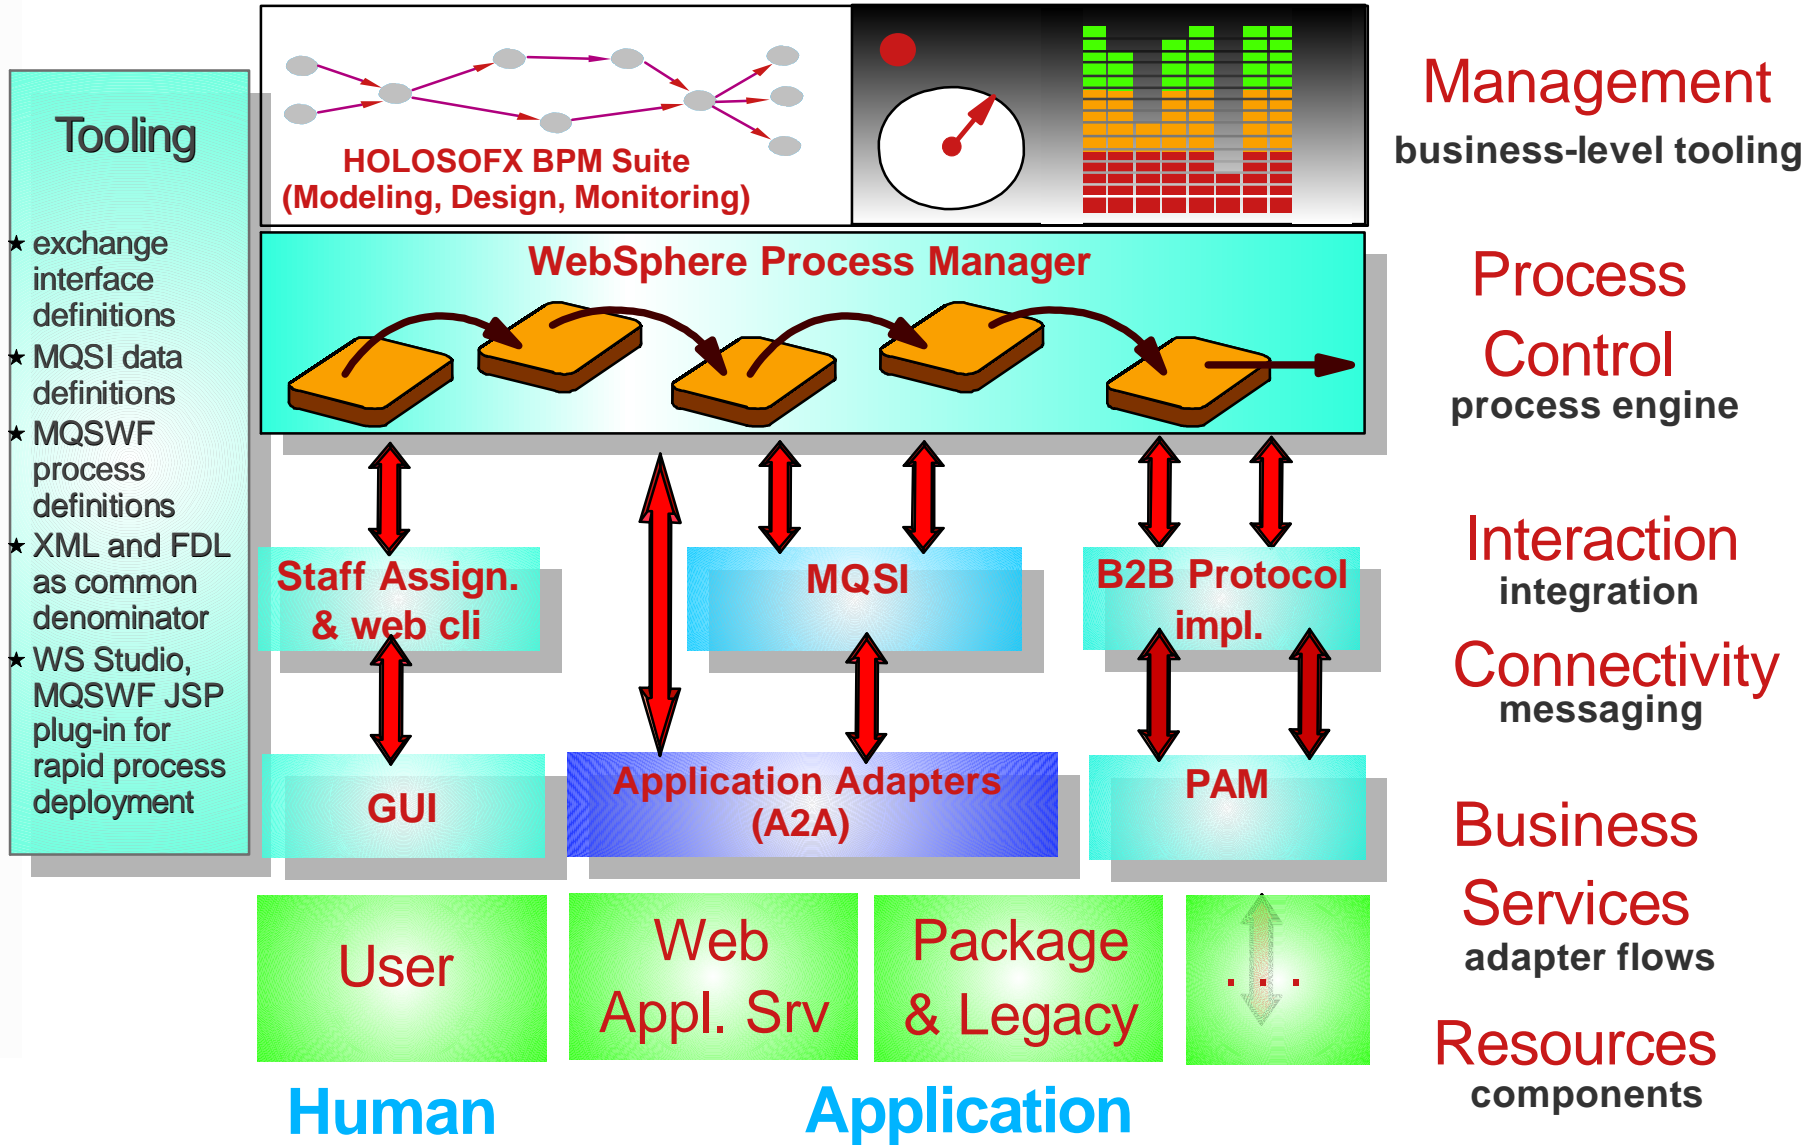 Tooling
★ exchange
interface
definitions
★ MQSI data
definitions
★ MQSWF
process
definitions
★ XML and FDL
as common
denominator
★ WS Studio,
MQSWF JSP
plug-in for
rapid process
deployment
HOLOSOFX BPM Suite
(Modeling, Design, Monitoring)
WebSphere Process Manager
Staff Assign.
& web cli
MQSI
B2B Protocol
impl.
GUI
Application Adapters
(A2A)
PAM
User
Web
Appl. Srv
Package
& Legacy
. . .
Human
Application
Management
business-level tooling
Process
Control
process engine
Interaction
integration
Connectivity
messaging
Business
Services
adapter flows
Resources
components